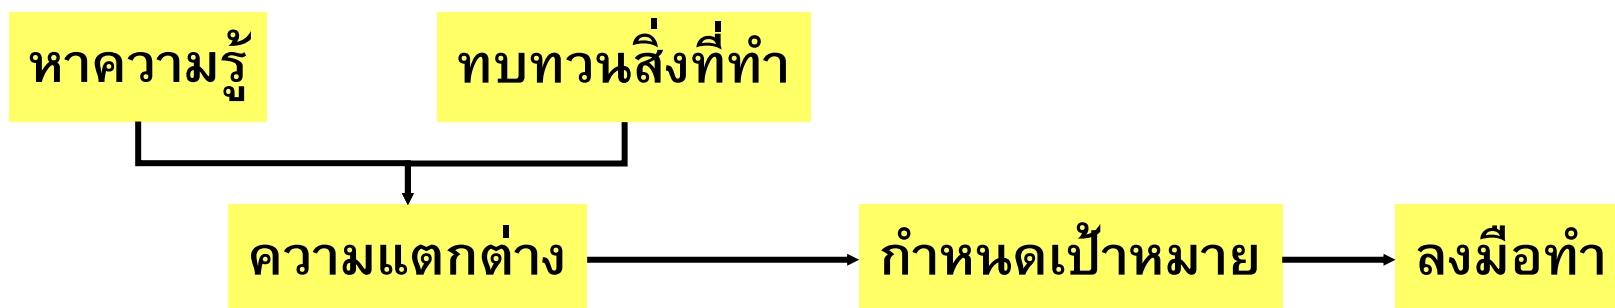 หาความรู้
ทบทวนสิ่งที่ทำ
ความแตกต่าง
กำหนดเป้าหมาย
ลงมือทำ